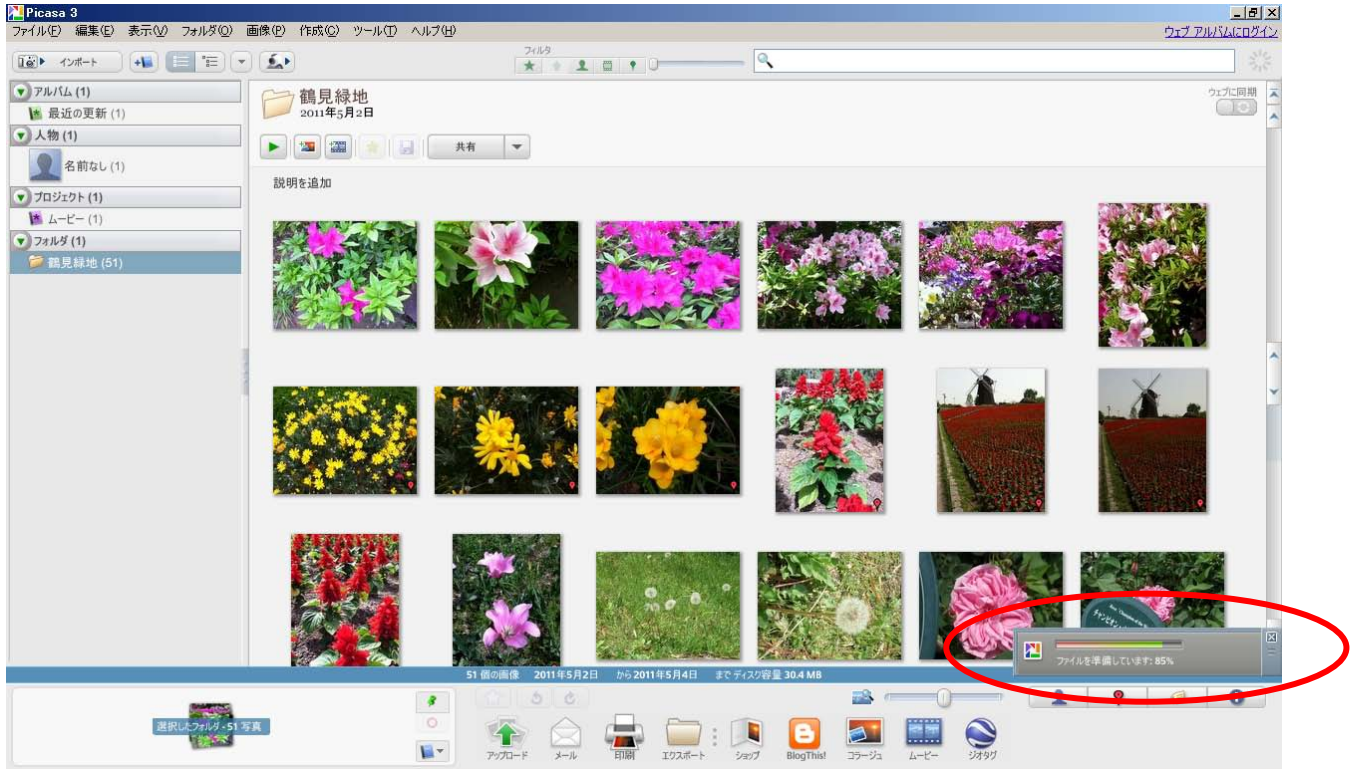 Picasa 3
ファイル(F) 編集(E) 表示(V) フォルダ(O) 画像(P) 作成(C) ツール(T) ヘルプ(H)
ウェブ アルバムにログイン
インポート
フィルタ
アルバム (1)
最近の更新 (1)
人物 (1)
名前なし (1)
プロジェクト (1)
ムービー (1)
フォルダ (1)
鶴見緑地 (51)
鶴見緑地
2011年5月2日
ウェブに同期
共有
説明を追加
ファイルを準備しています: 85%
51 個の画像 2011年5月2日 から2011年5月4日 まで ディスク容量 30.4 MB
選択したフォルダ - 51 写真
アップロード メール 印刷 エクスポート ショップ BlogThis! コラージュ ムービー ジオタグ